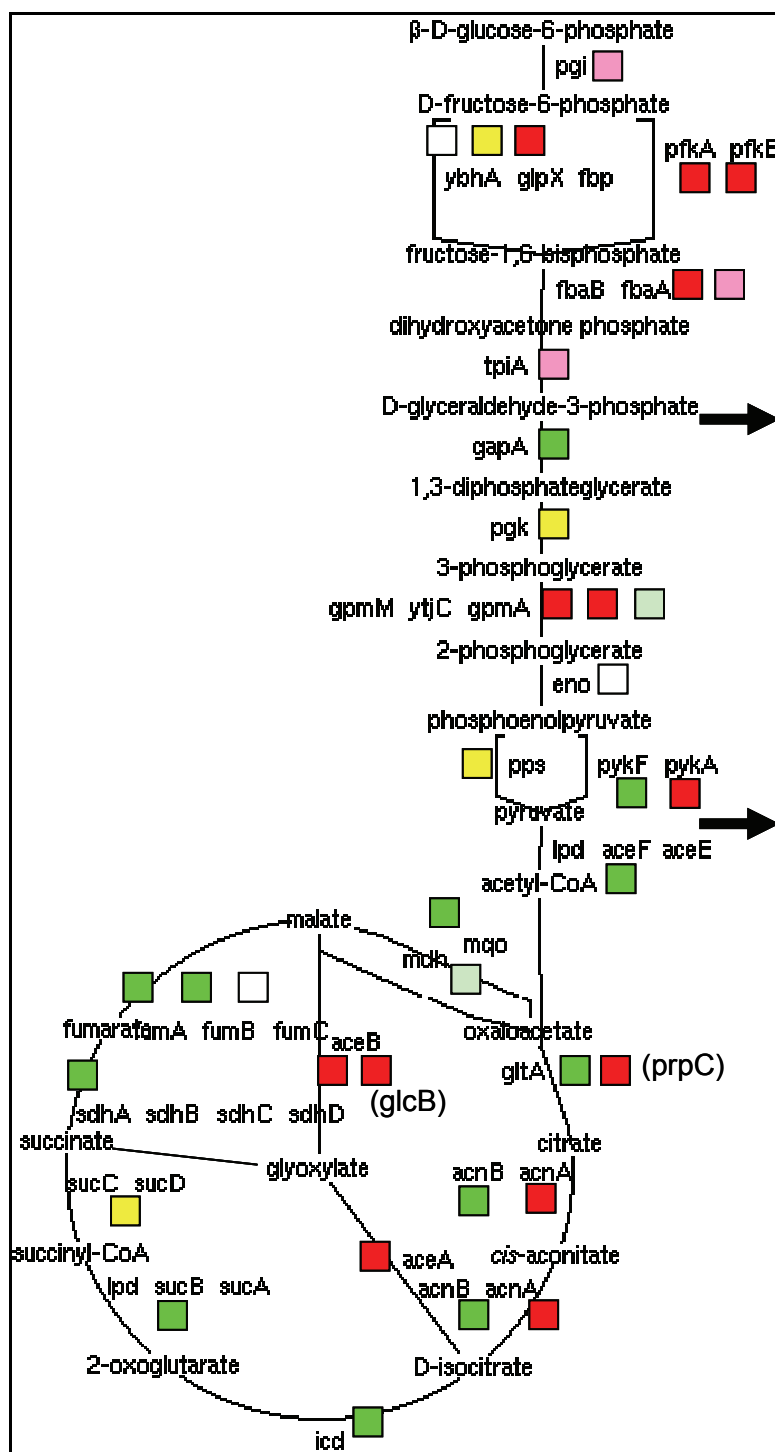 β-D-glucose-6-phosphate
pgi
D-fructose-6-phosphate
pfkA pfkB
ybhA glpX fbp
fructose-1,6-bisphosphate
fbaB fbaA
dihydroxyacetone phosphate
tpiA
D-glyceraldehyde-3-phosphate
gapA
1,3-diphosphateglycerate
pgk
3-phosphoglycerate
gpmM ytjC gpmA
2-phosphoglycerate
eno
phosphoenolpyruvate
pps pykF pykA
pyruvate
lpd aceF aceE
acetyl-CoA
malate
mqo
mdh
fumarate fumA fumB fumC
oxaloacetate
aceB
gltA (prpC)
(glcB)
sdhA sdhB sdhC sdhD
succinate
citrate
glyoxylate
acnB acnA
sucC sucD
succinyl-CoA
aceA
cis-aconitate
lpd sucB sucA
acnB acnA
2-oxoglutarate
D-isocitrate
icd